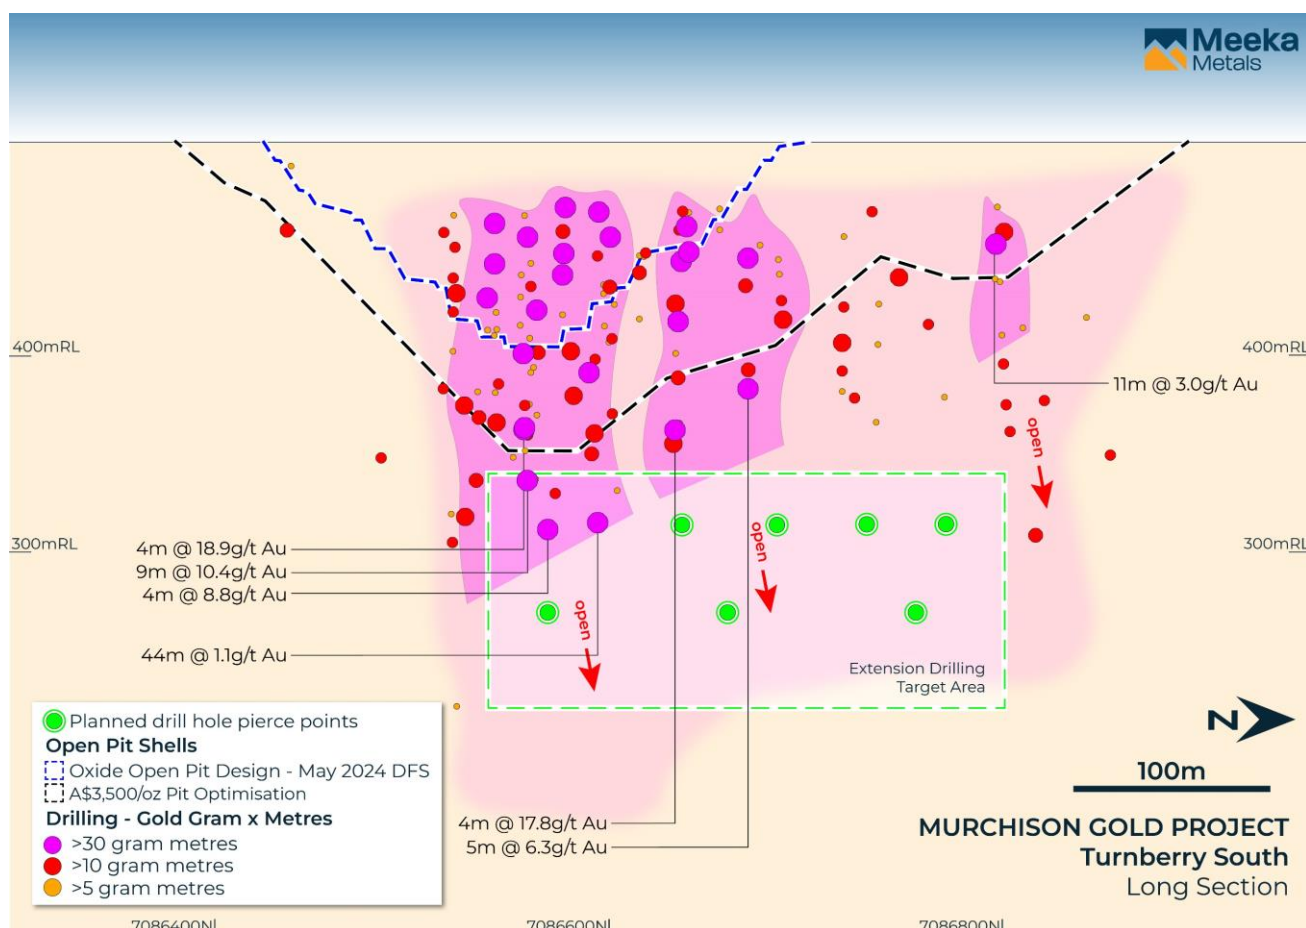 Meeka
Metals
400mRL
400mRL
11m @ 3.0g/t Au
open
300mRL
300mRL
open
4m @ 18.9g/t Au
9m @ 10.4g/t Au
4m @ 8.8g/t Au
open
44m @ 1.1g/t Au
Extension Drilling
Target Area
Planned drill hole pierce points
Open Pit Shells
Oxide Open Pit Design - May 2024 DFS
A$3,500/oz Pit Optimisation
Drilling - Gold Gram x Metres
>30 gram metres
>10 gram metres
>5 gram metres
4m @ 17.8g/t Au
5m @ 6.3g/t Au
N
100m
MURCHISON GOLD PROJECT
Turnberry South
Long Section
7086400N
7086600N
7086800N